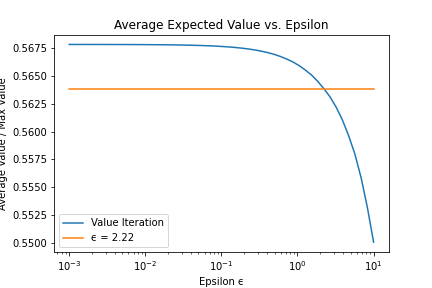 Average Expected Value vs. Epsilon
Average Value / Max Value
0.5675
0.5650
0.5625
0.5600
0.5575
0.5550
0.5525
0.5500
Value Iteration
ϵ = 2.22
10⁻³
10⁻²
10⁻¹
10⁰
10¹
Epsilon ϵ